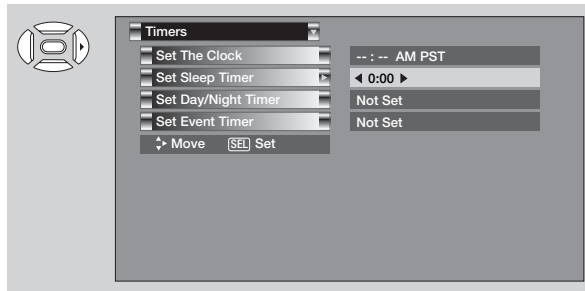 Timers
Set The Clock -- : -- AM PST
Set Sleep Timer ◀ 0:00 ▶
Set Day/Night Timer Not Set
Set Event Timer Not Set
Move SEL Set